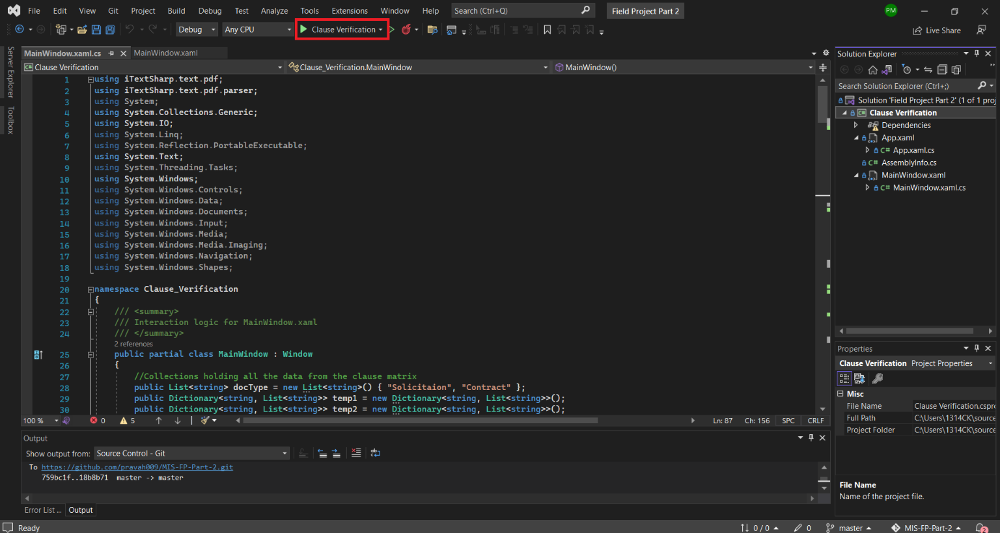 File Edit View Git Project Build Debug Test Analyze Tools Extensions Window Help Search (Ctrl+Q) Field Project Part 2 PM
Debug Any CPU Clause Verification Live Share
Server Explorer
Toolbox
MainWindow.xaml.cs MainWindow.xaml
C# Clause Verification Clause_Verification.MainWindow MainWindow()
1 using iTextSharp.text.pdf;
2 using iTextSharp.text.pdf.parser;
3 using System;
4 using System.Collections.Generic;
5 using System.IO;
6 using System.Linq;
7 using System.Reflection.PortableExecutable;
8 using System.Text;
9 using System.Threading.Tasks;
10 using System.Windows;
11 using System.Windows.Controls;
12 using System.Windows.Data;
13 using System.Windows.Documents;
14 using System.Windows.Input;
15 using System.Windows.Media;
16 using System.Windows.Media.Imaging;
17 using System.Windows.Navigation;
18 using System.Windows.Shapes;
19
20 namespace Clause_Verification
21 {
22 /// <summary>
23 /// Interaction logic for MainWindow.xaml
24 /// </summary>
2 references
25 public partial class MainWindow : Window
26 {
27 //Collections holding all the data from the clause matrix
28 public List<string> docType = new List<string>() { "Solicitaion", "Contract" };
29 public Dictionary<string, List<string>> temp1 = new Dictionary<string, List<string>>();
30 public Dictionary<string, List<string>> temp2 = new Dictionary<string, List<string>>();
100 % 0 5 Ln: 87 Ch: 156 SPC CRLF
Output
Show output from: Source Control - Git
To https://github.com/pravah009/MIS-FP-Part-2.git
759bc1f..18b8b71 master -> master
Error List ... Output
Solution Explorer
Search Solution Explorer (Ctrl+;)
Solution 'Field Project Part 2' (1 of 1 proj
C# Clause Verification
Dependencies
App.xaml
C# App.xaml.cs
C# AssemblyInfo.cs
MainWindow.xaml
C# MainWindow.xaml.cs
Properties
Clause Verification Project Properties
Misc
File Name Clause Verification.cspro
Full Path C:\Users\1314CK\source
Project Folder C:\Users\1314CK\source
File Name
Name of the project file.
Ready 0 / 0 0 master MIS-FP-Part-2 2